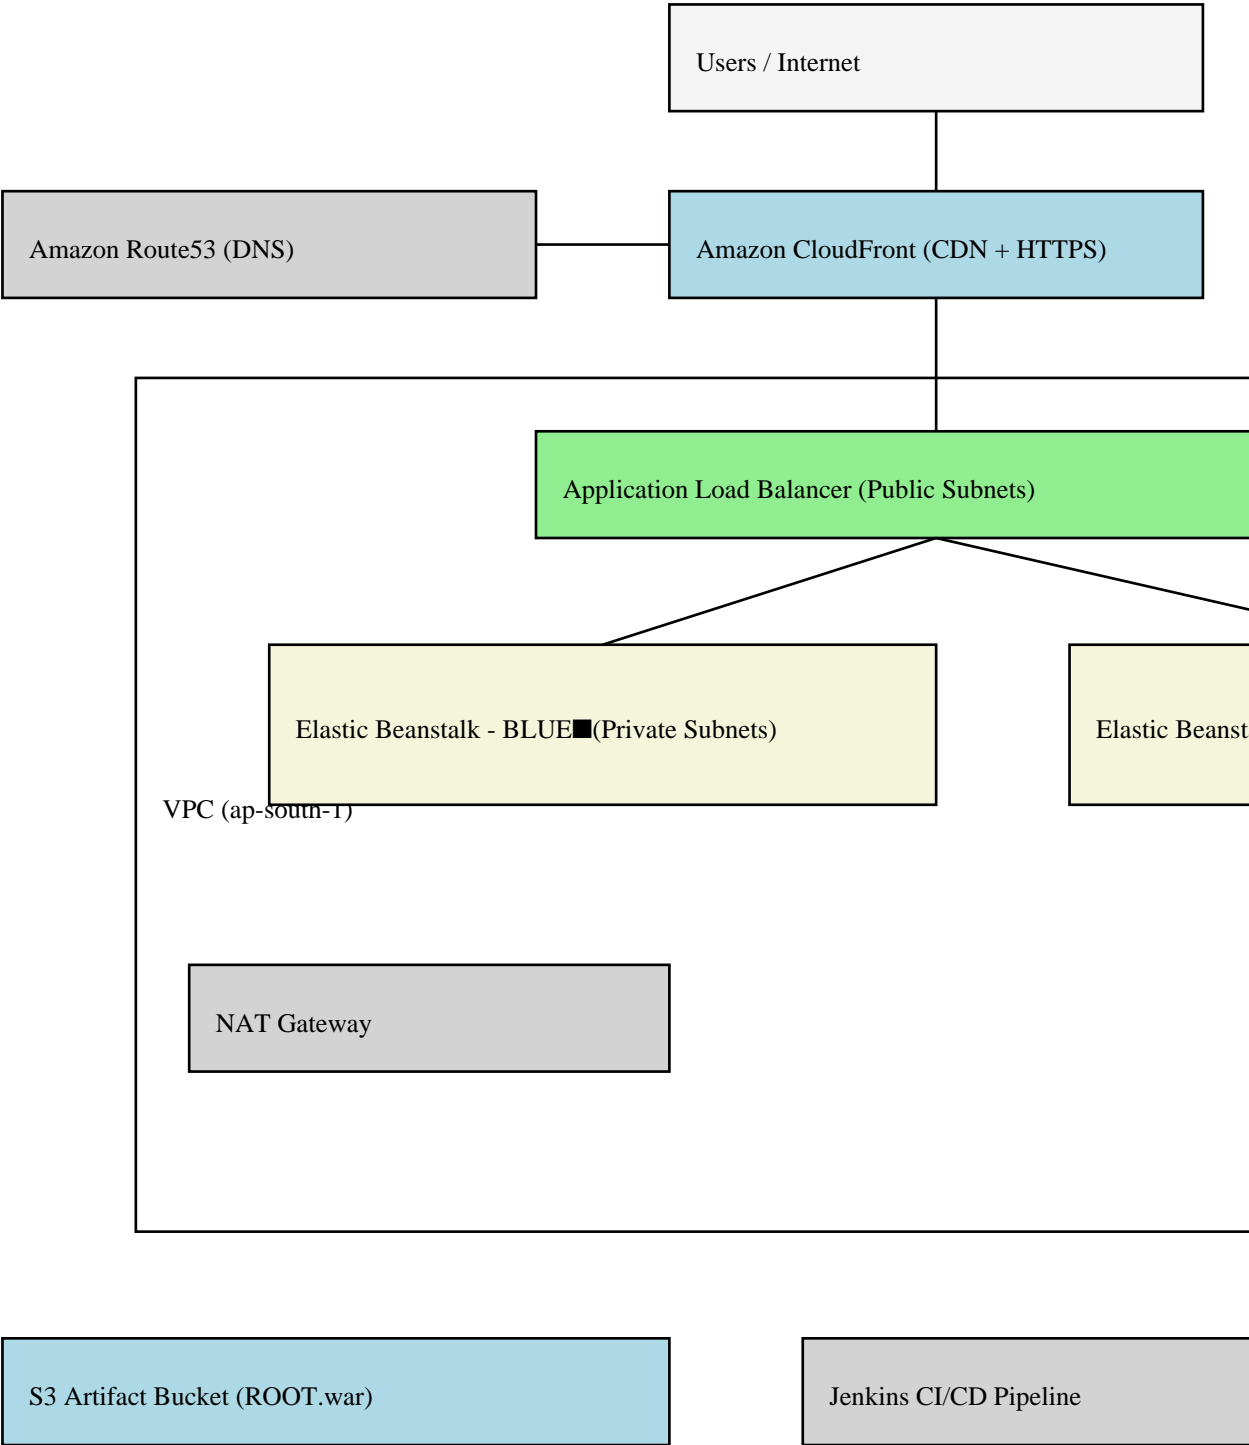 Users / Internet
Amazon Route53 (DNS)
Amazon CloudFront (CDN + HTTPS)
Application Load Balancer (Public Subnets)
Elastic Beanstalk - BLUE■(Private Subnets)
Elastic Beanst
VPC (ap-south-1)
NAT Gateway
S3 Artifact Bucket (ROOT.war)
Jenkins CI/CD Pipeline